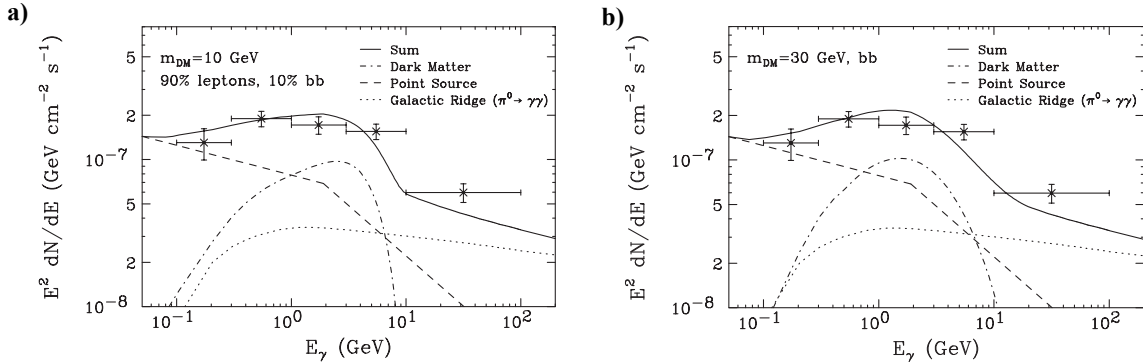 a)
m_DM=10 GeV
90% leptons, 10% bb
Sum
Dark Matter
Point Source
Galactic Ridge (π⁰→ γγ)
E² dN/dE (GeV cm⁻² s⁻¹)
5
2
10⁻⁷
5
2
10⁻⁸
10⁻¹ 10⁰ 10¹ 10²
E_γ (GeV)
b)
m_DM=30 GeV, bb
Sum
Dark Matter
Point Source
Galactic Ridge (π⁰→ γγ)
E² dN/dE (GeV cm⁻² s⁻¹)
5
2
10⁻⁷
5
2
10⁻⁸
10⁻¹ 10⁰ 10¹ 10²
E_γ (GeV)